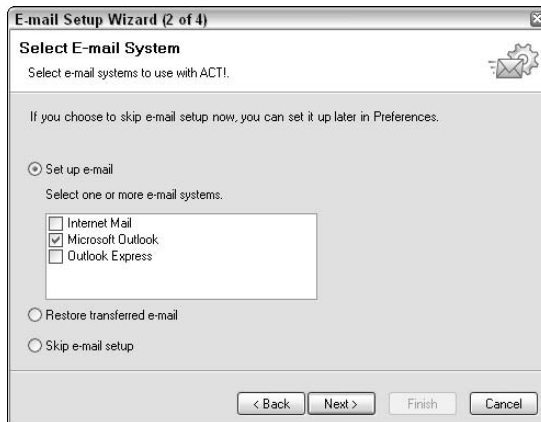 E-mail Setup Wizard (2 of 4)
Select E-mail System
Select e-mail systems to use with ACT!.
If you choose to skip e-mail setup now, you can set it up later in Preferences.
Set up e-mail
Select one or more e-mail systems.
Internet Mail
Microsoft Outlook
Outlook Express
Restore transferred e-mail
Skip e-mail setup
< Back Next > Finish Cancel